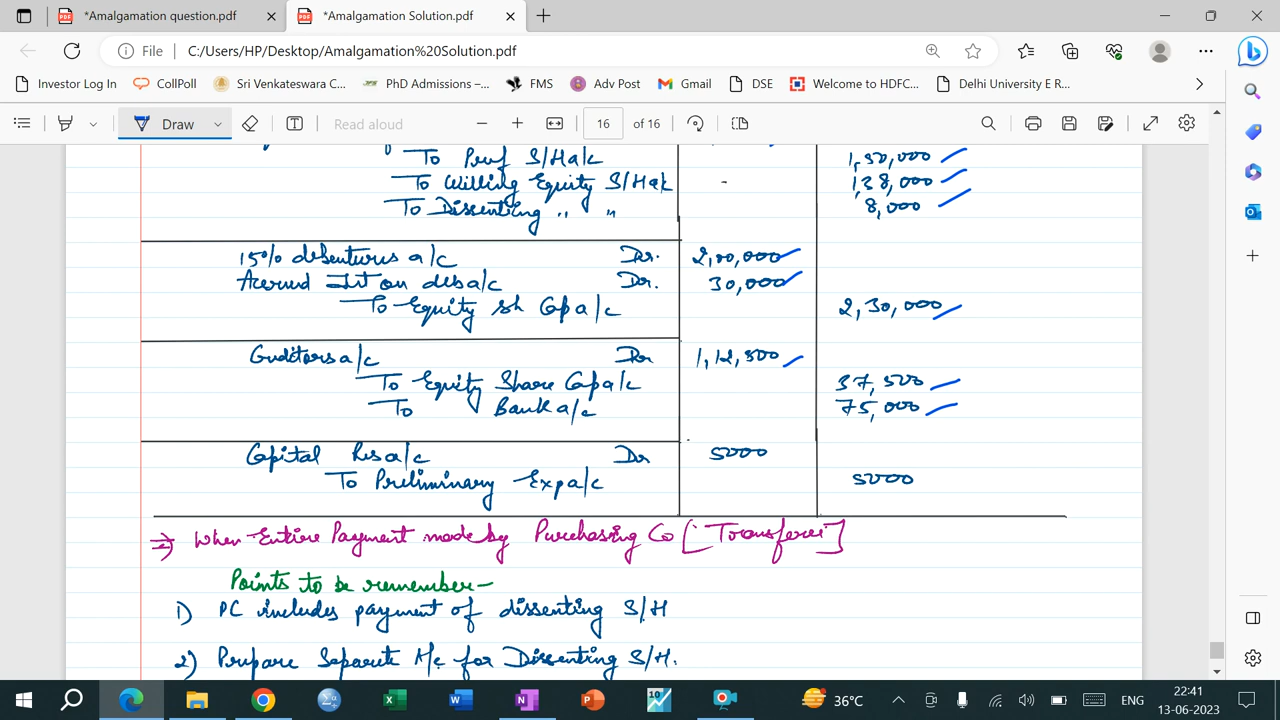 *Amalgamation question.pdf
*Amalgamation Solution.pdf
File C:/Users/HP/Desktop/Amalgamation%20Solution.pdf
Investor Log In CollPoll Sri Venkateswara C... PhD Admissions –... FMS Adv Post Gmail DSE Welcome to HDFC... Delhi University E R...
Draw Read aloud 16 of 16
To Pref S/H a/c 1,50,000
To Willing Equity S/H a/c 1,28,000
To Dissenting " " 8,000
15% debentures a/c Dr. 2,00,000
Accrued Int on deb a/c Dr. 30,000
To Equity Sh Cap a/c 2,30,000
Creditors a/c Dr 1,12,500
To Equity Share Cap a/c 37,500
To Bank a/c 75,000
Capital Res a/c Dr 5000
To Preliminary Exp a/c 5000
⇒ When Entire Payment made by Purchasing Co [Transferee]
Points to be remember-
1) PC includes payment of dissenting S/H
2) Prepare Separate A/c for Dissenting S/H.
36°C ENG 22:41
13-06-2023